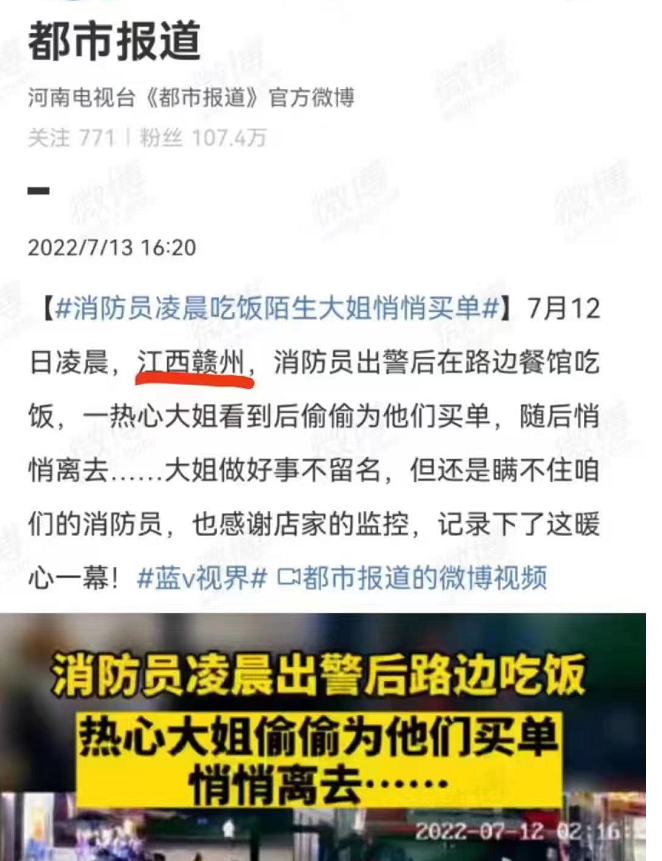 都市报道
河南电视台《都市报道》官方微博
关注 771 | 粉丝 107.4万
2022/7/13 16:20
【#消防员凌晨吃饭陌生大姐悄悄买单#】7月12
日凌晨，江西赣州，消防员出警后在路边餐馆吃
饭，一热心大姐看到后偷偷为他们买单，随后悄
悄离去……大姐做好事不留名，但还是瞒不住咱
们的消防员，也感谢店家的监控，记录下了这暖
心一幕！#蓝v视界# 都市报道的微博视频
消防员凌晨出警后路边吃饭
热心大姐偷偷为他们买单
悄悄离去……
2022-07-12 02:16